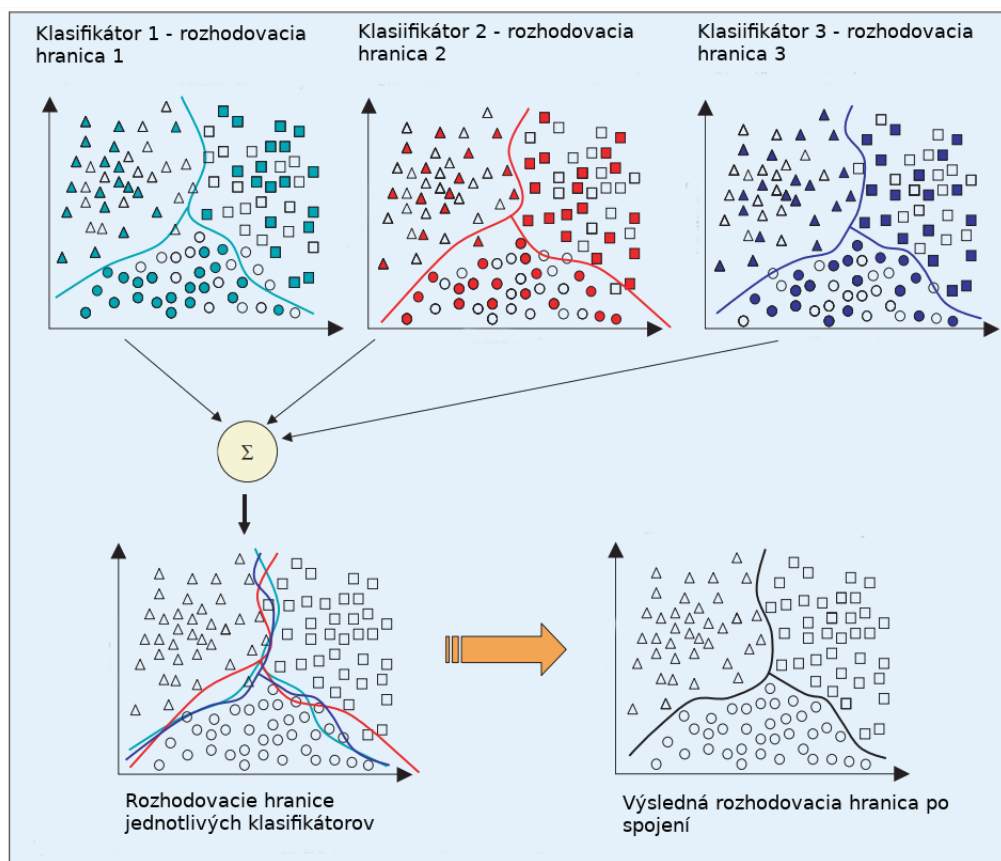 Klasifikátor 1 - rozhodovacia
hranica 1
Klasiifikátor 2 - rozhodovacia
hranica 2
Klasiifikátor 3 - rozhodovacia
hranica 3
Σ
Rozhodovacie hranice
jednotlivých klasifikátorov
Výsledná rozhodovacia hranica po
spojení